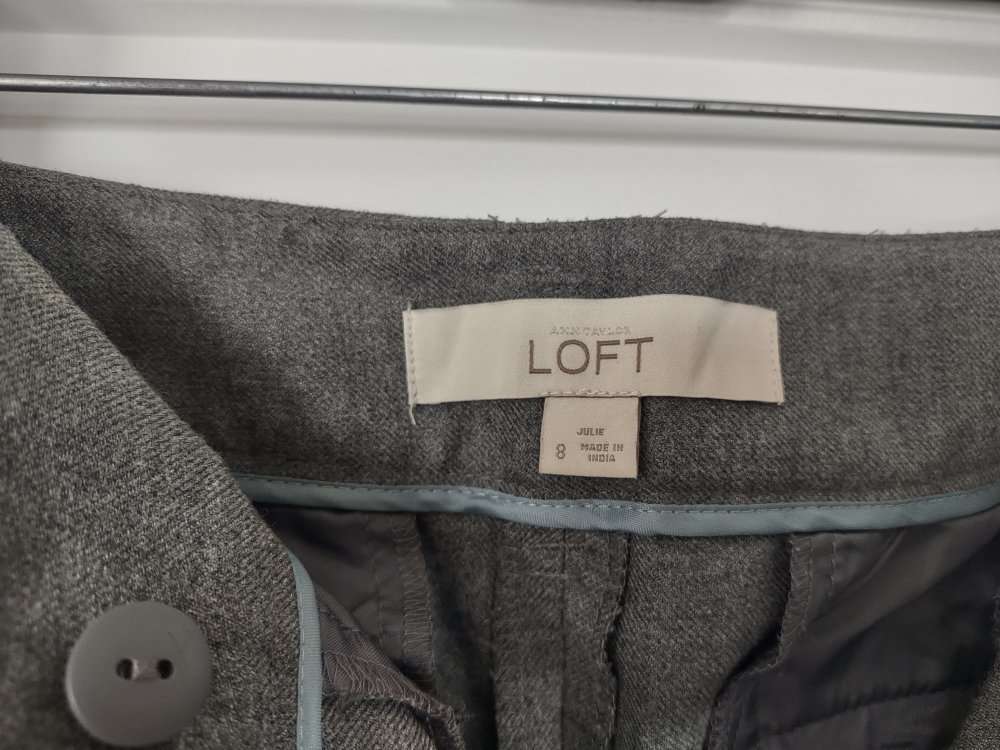 ANN TAYLOR
LOFT
JULIE
8 MADE IN
INDIA